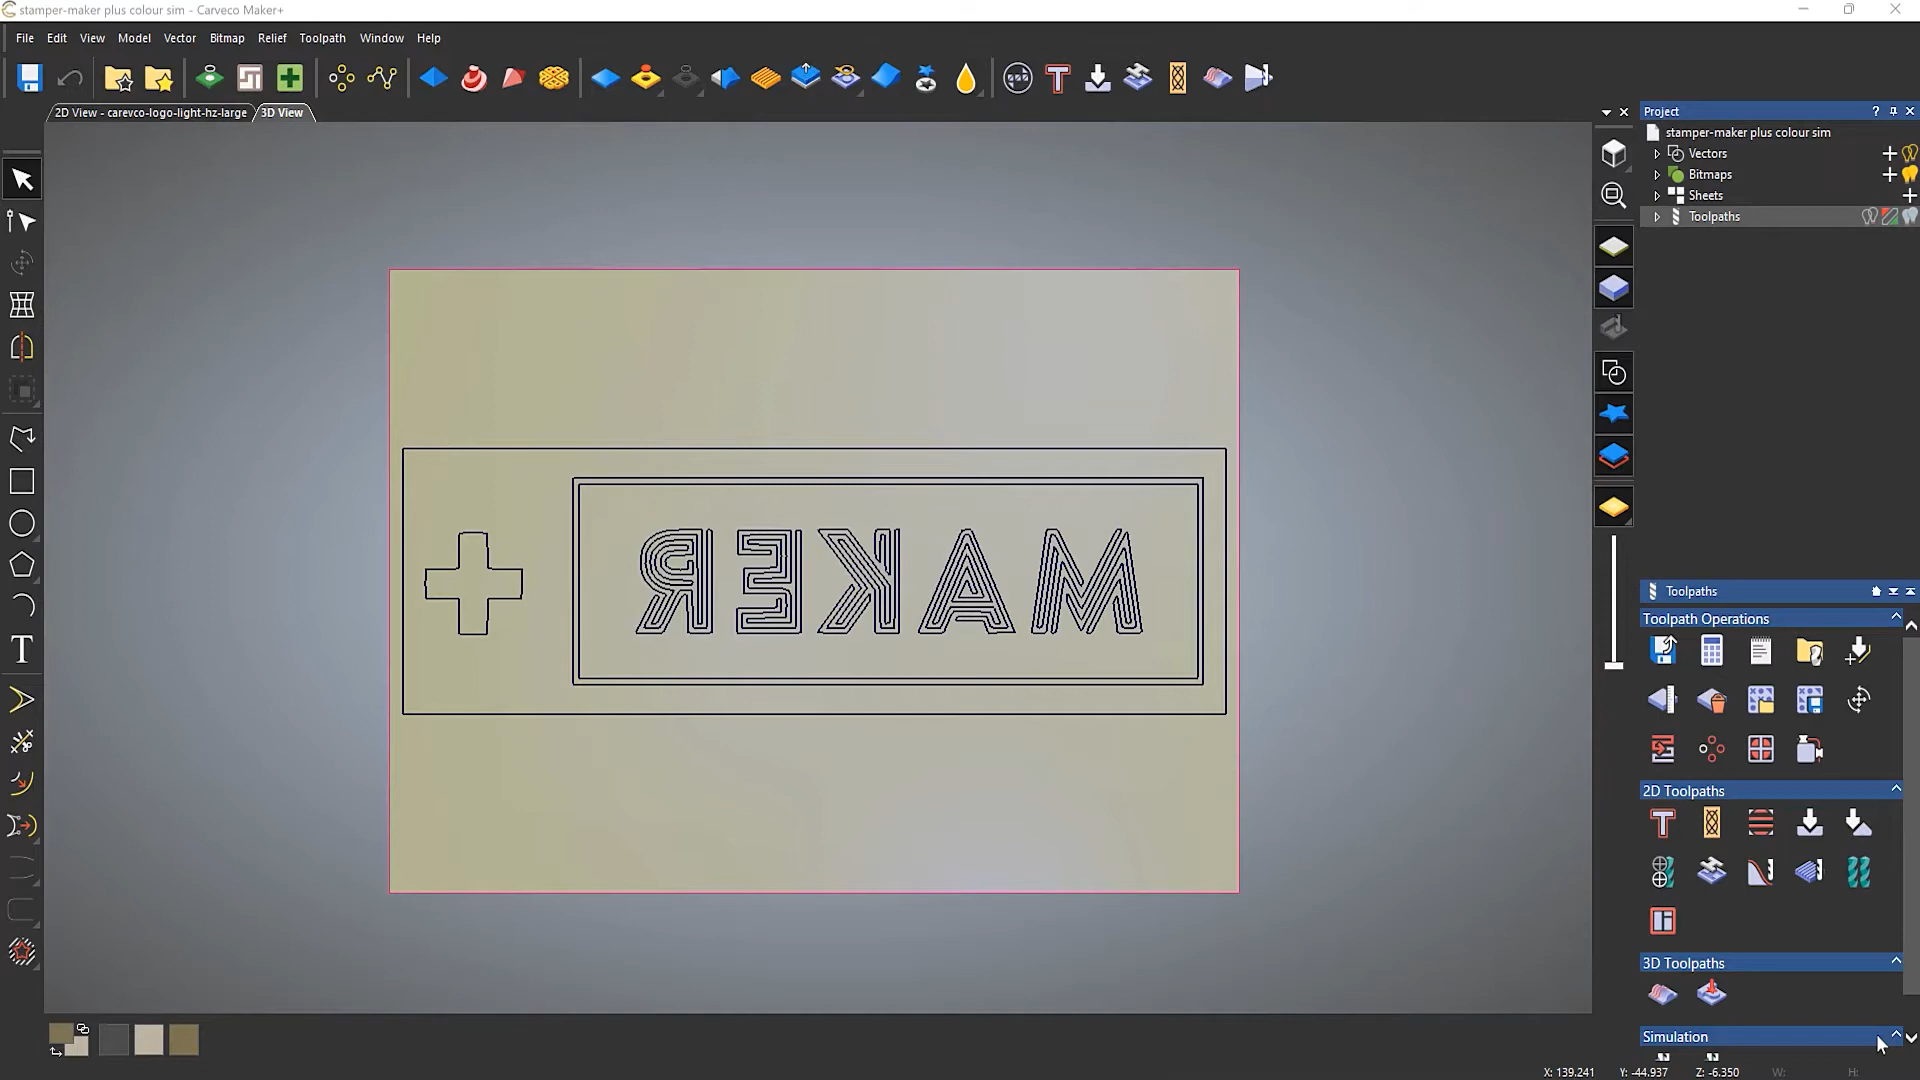 stamper-maker plus colour sim - Carveco Maker+
File Edit View Model Vector Bitmap Relief Toolpath Window Help
2D View - carevco-logo-light-hz-large
3D View
Project
stamper-maker plus colour sim
Vectors
Bitmaps
Sheets
Toolpaths
MAKER
Toolpaths
Toolpath Operations
2D Toolpaths
3D Toolpaths
Simulation
X: 139.241 Y: -44.937 Z: -6.350 W: H: